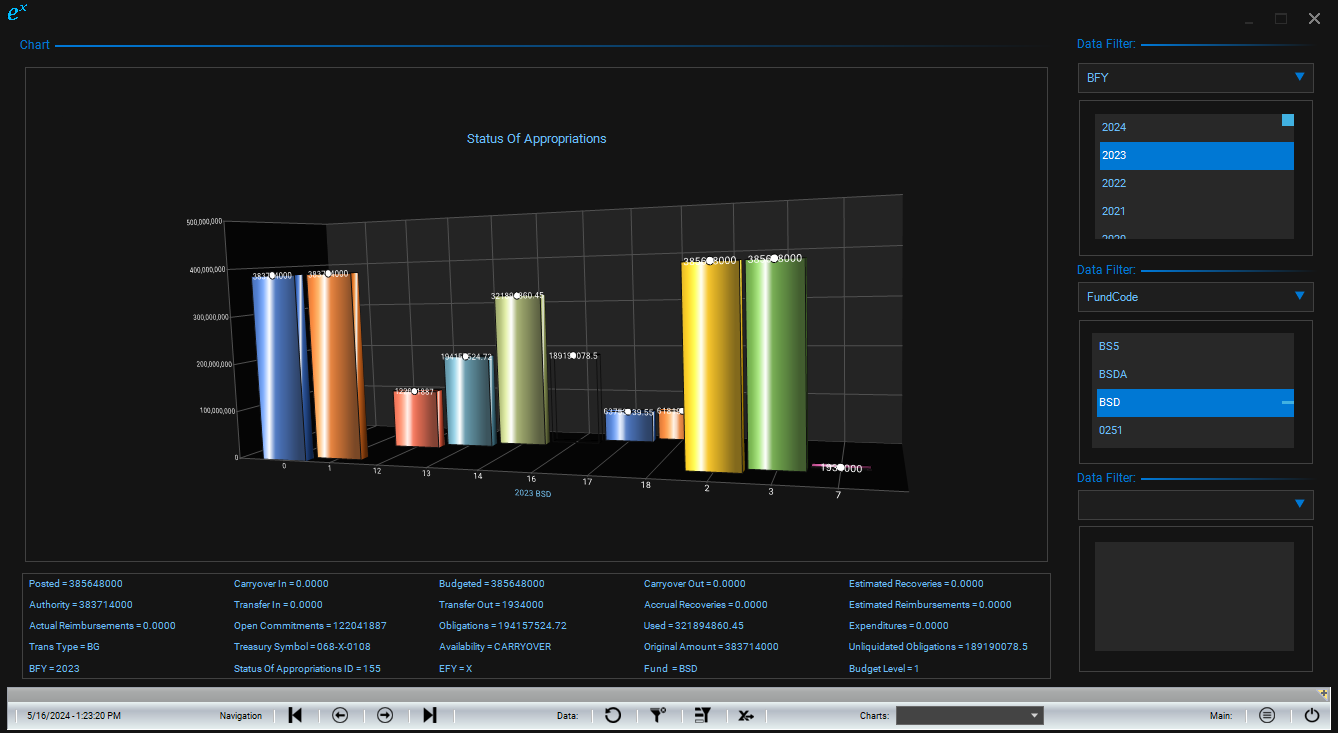 ex
Chart
Data Filter:
BFY
2024
2023
2022
2021
2020
Data Filter:
FundCode
BS5
BSDA
BSD
0251
Data Filter:
Status Of Appropriations
500,000,000
400,000,000
300,000,000
200,000,000
100,000,000
0
383714000
383714000
122041887
194157524.72
321894860.45
189190078.5
385648000
385648000
1934000
0 1 12 13 14 16 17 18 2 3 7
2023 BSD
Posted = 385648000 Carryover In = 0.0000 Budgeted = 385648000 Carryover Out = 0.0000 Estimated Recoveries = 0.0000
Authority = 383714000 Transfer In = 0.0000 Transfer Out = 1934000 Accrual Recoveries = 0.0000 Estimated Reimbursements = 0.0000
Actual Reimbursements = 0.0000 Open Commitments = 122041887 Obligations = 194157524.72 Used = 321894860.45 Expenditures = 0.0000
Trans Type = BG Treasury Symbol = 068-X-0108 Availability = CARRYOVER Original Amount = 383714000 Unliquidated Obligations = 189190078.5
BFY = 2023 Status Of Appropriations ID = 155 EFY = X Fund = BSD Budget Level = 1
5/16/2024 - 1:23:20 PM Navigation Data: Charts: Main: